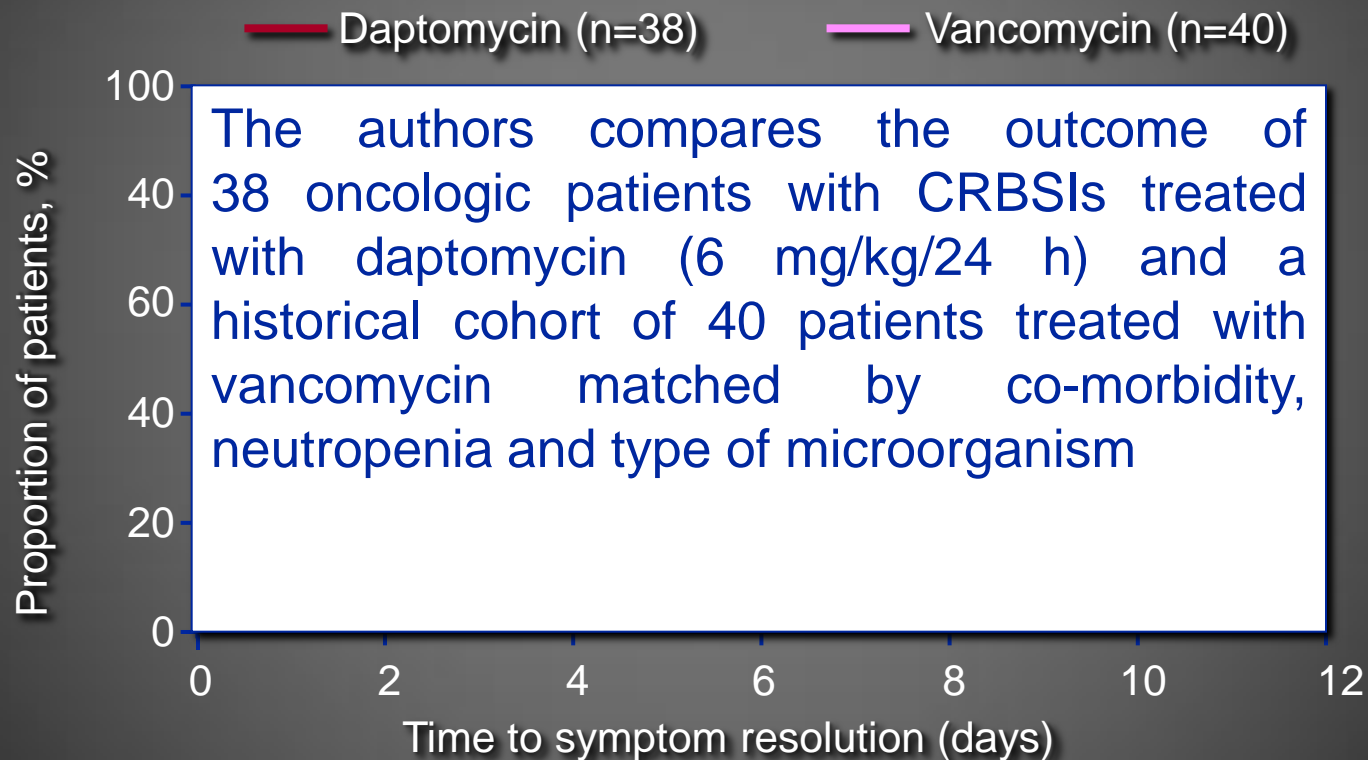 Daptomycin (n=38)
Vancomycin (n=40)
Proportion of patients, %
100
40
60
40
20
0
The authors compares the outcome of
38 oncologic patients with CRBSIs treated
with daptomycin (6 mg/kg/24 h) and a
historical cohort of 40 patients treated with
vancomycin matched by co-morbidity,
neutropenia and type of microorganism
0 2 4 6 8 10 12
Time to symptom resolution (days)